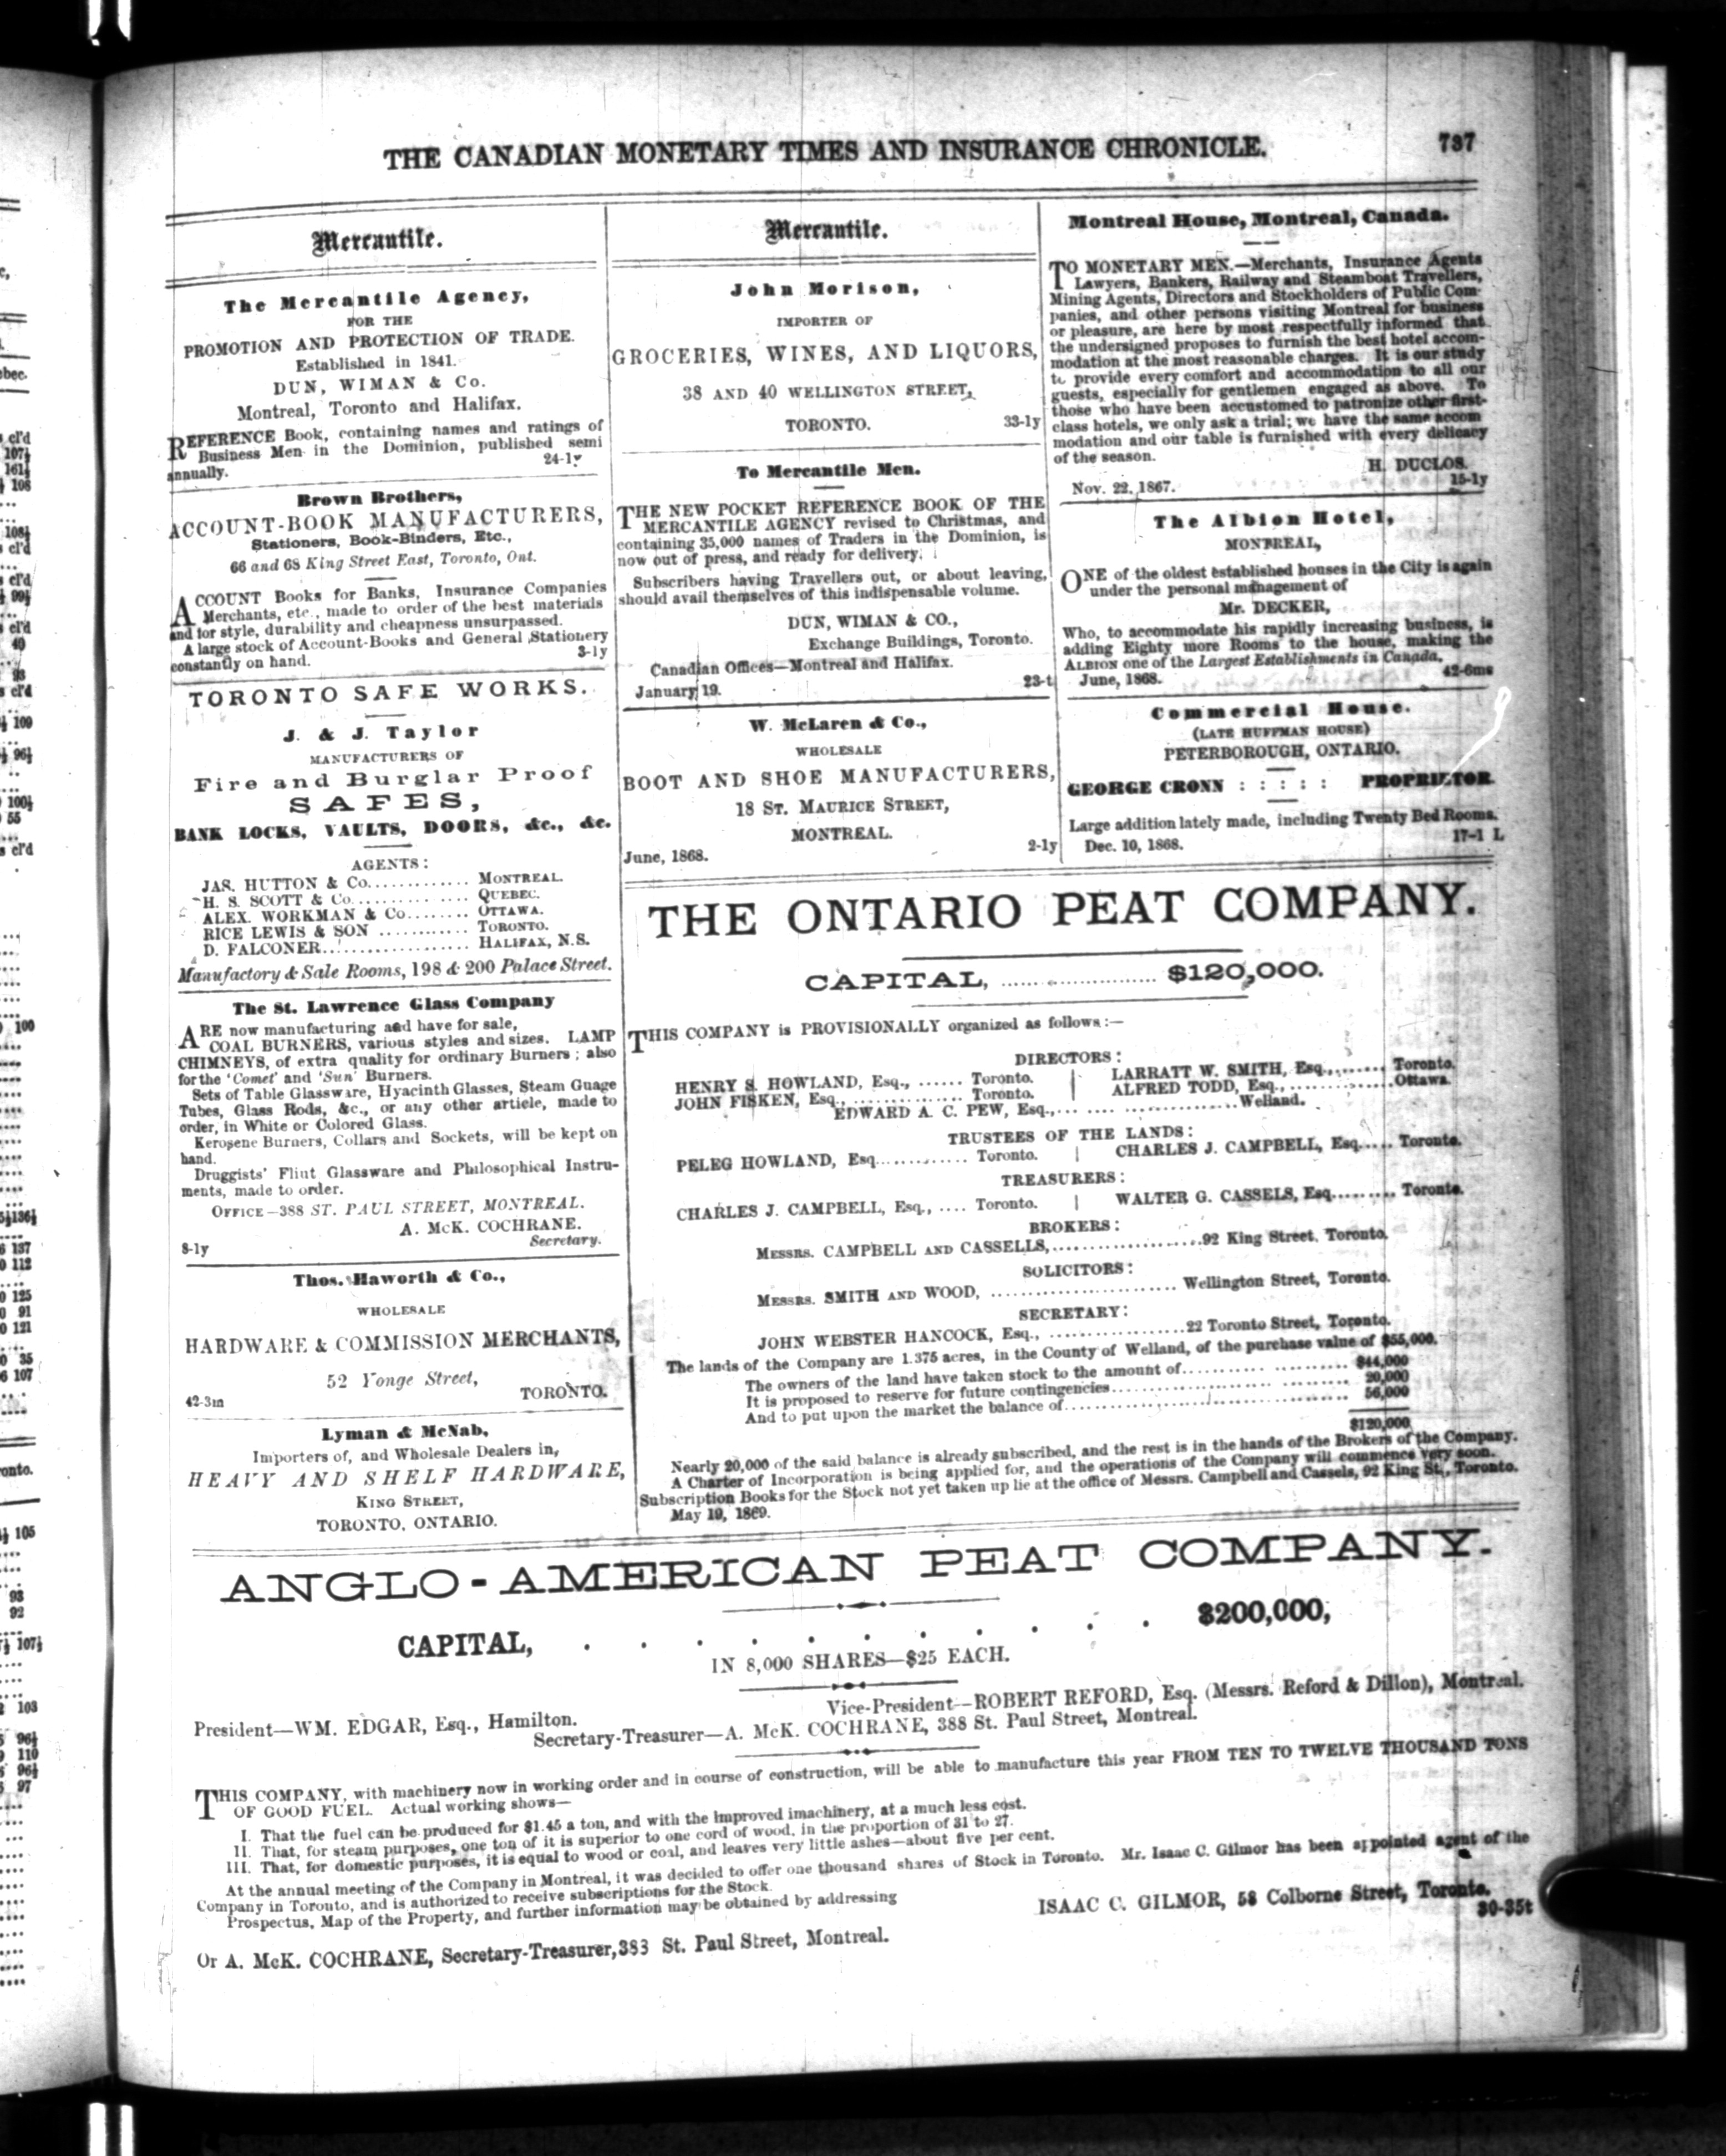 THE CANADIAN MONETARY TIMES AND INSURANCE CHRONICLE.
737
Mercantile.
The Mercantile Agency,
FOR THE
PROMOTION AND PROTECTION OF TRADE.
Established in 1841.
DUN, WIMAN & Co.
Montreal, Toronto and Halifax.
REFERENCE Book, containing names and ratings of
Business Men in the Dominion, published semi
annually.
24-1y
Brown Brothers,
ACCOUNT-BOOK MANUFACTURERS,
Stationers, Book-Binders, Etc.,
66 and 68 King Street East, Toronto, Ont.
ACCOUNT Books for Banks, Insurance Companies
Merchants, etc., made to order of the best materials
and for style, durability and cheapness unsurpassed.
A large stock of Account-Books and General Stationery
constantly on hand.
3-1y
TORONTO SAFE WORKS.
J. & J. Taylor
MANUFACTURERS OF
Fire and Burglar Proof
SAFES,
BANK LOCKS, VAULTS, DOORS, &c., &c.
AGENTS:
JAS. HUTTON & Co............. MONTREAL.
H. S. SCOTT & Co............. QUEBEC.
ALEX. WORKMAN & Co........ OTTAWA.
RICE LEWIS & SON ............ TORONTO.
D. FALCONER.................. HALIFAX, N.S.
Manufactory & Sale Rooms, 198 & 200 Palace Street.
The St. Lawrence Glass Company
ARE now manufacturing and have for sale,
COAL BURNERS, various styles and sizes. LAMP
CHIMNEYS, of extra quality for ordinary Burners; also
for the 'Comet' and 'Sun' Burners.
Sets of Table Glassware, Hyacinth Glasses, Steam Guage
Tubes, Glass Rods, &c., or any other article, made to
order, in White or Colored Glass.
Kerosene Burners, Collars and Sockets, will be kept on
hand.
Druggists' Flint Glassware and Philosophical Instru-
ments, made to order.
OFFICE—388 ST. PAUL STREET, MONTREAL.
A. McK. COCHRANE.
Secretary.
8-1y
Thos. Haworth & Co.,
WHOLESALE
HARDWARE & COMMISSION MERCHANTS,
52 Yonge Street,
42-3m
TORONTO.
Lyman & McNab,
Importers of, and Wholesale Dealers in,
HEAVY AND SHELF HARDWARE,
KING STREET,
TORONTO, ONTARIO.
Mercantile.
John Morison,
IMPORTER OF
GROCERIES, WINES, AND LIQUORS,
38 AND 40 WELLINGTON STREET,
TORONTO.
33-1y
To Mercantile Men.
THE NEW POCKET REFERENCE BOOK OF THE
MERCANTILE AGENCY revised to Christmas, and
containing 35,000 names of Traders in the Dominion, is
now out of press, and ready for delivery.
Subscribers having Travellers out, or about leaving,
should avail themselves of this indispensable volume.
DUN, WIMAN & CO.,
Exchange Buildings, Toronto.
Canadian Offices—Montreal and Halifax.
January 19.
23-t
W. McLaren & Co.,
WHOLESALE
BOOT AND SHOE MANUFACTURERS,
18 ST. MAURICE STREET,
MONTREAL.
June, 1868.
2-1y
Montreal House, Montreal, Canada.
TO MONETARY MEN.—Merchants, Insurance Agents
Lawyers, Bankers, Railway and Steamboat Travellers,
Mining Agents, Directors and Stockholders of Public Com-
panies, and other persons visiting Montreal for business
or pleasure, are here by most respectfully informed that
the undersigned proposes to furnish the best hotel accom-
modation at the most reasonable charges. It is our study
to provide every comfort and accommodation to all our
guests, especially for gentlemen engaged as above. To
those who have been accustomed to patronize other first-
class hotels, we only ask a trial; we have the same accom
modation and our table is furnished with every delicacy
of the season.
H. DUCLOS.
Nov. 22, 1867.
15-1y
The Albion Hotel,
MONTREAL,
ONE of the oldest established houses in the City is again
under the personal management of
Mr. DECKER,
Who, to accommodate his rapidly increasing business, is
adding Eighty more Rooms to the house, making the
ALBION one of the Largest Establishments in Canada.
June, 1868.
42-6ms
Commercial House.
(LATE HUFFMAN HOUSE)
PETERBOROUGH, ONTARIO.
GEORGE CRONN : : : : : PROPRIETOR.
Large addition lately made, including Twenty Bed Rooms.
Dec. 10, 1868.
17-1 L
THE ONTARIO PEAT COMPANY.
CAPITAL, ........................ $120,000.
THIS COMPANY is PROVISIONALLY organized as follows:—
DIRECTORS:
HENRY S. HOWLAND, Esq., ...... Toronto. | LARRATT W. SMITH, Esq.,........ Toronto.
JOHN FISKEN, Esq., ............... Toronto. | ALFRED TODD, Esq., ............. Ottawa.
EDWARD A. C. PEW, Esq.,................... Welland.
TRUSTEES OF THE LANDS:
PELEG HOWLAND, Esq............. Toronto. | CHARLES J. CAMPBELL, Esq..... Toronto.
TREASURERS:
CHARLES J. CAMPBELL, Esq., .... Toronto. | WALTER G. CASSELS, Esq......... Toronto.
BROKERS:
MESSRS. CAMPBELL AND CASSELLS,.....................92 King Street, Toronto.
SOLICITORS:
MESSRS. SMITH AND WOOD, .......................... Wellington Street, Toronto.
SECRETARY:
JOHN WEBSTER HANCOCK, Esq., ...................22 Toronto Street, Toronto.
The lands of the Company are 1.375 acres, in the County of Welland, of the purchase value of $55,000.
The owners of the land have taken stock to the amount of....................... $44,000
It is proposed to reserve for future contingencies.................................. 20,000
And to put upon the market the balance of......................................... 56,000
$120,000
Nearly 20,000 of the said balance is already subscribed, and the rest is in the hands of the Brokers of the Company.
A Charter of Incorporation is being applied for, and the operations of the Company will commence very soon.
Subscription Books for the Stock not yet taken up lie at the office of Messrs. Campbell and Cassels, 92 King St., Toronto.
May 19, 1869.
ANGLO-AMERICAN PEAT COMPANY.
CAPITAL, . . . . . . . . . . . $200,000,
IN 8,000 SHARES—$25 EACH.
President—WM. EDGAR, Esq., Hamilton.
Vice-President—ROBERT REFORD, Esq. (Messrs. Reford & Dillon), Montreal.
Secretary-Treasurer—A. McK. COCHRANE, 388 St. Paul Street, Montreal.
THIS COMPANY, with machinery now in working order and in course of construction, will be able to manufacture this year FROM TEN TO TWELVE THOUSAND TONS
OF GOOD FUEL. Actual working shows—
I. That the fuel can be produced for $1.45 a ton, and with the improved imachinery, at a much less cost.
II. That, for steam purposes, one ton of it is superior to one cord of wood, in the proportion of 31 to 27.
III. That, for domestic purposes, it is equal to wood or coal, and leaves very little ashes—about five per cent.
At the annual meeting of the Company in Montreal, it was decided to offer one thousand shares of Stock in Toronto. Mr. Isaac C. Gilmor has been appointed agent of the
Company in Toronto, and is authorized to receive subscriptions for the Stock.
Prospectus, Map of the Property, and further information may be obtained by addressing
ISAAC C. GILMOR, 58 Colborne Street, Toronto.
30-35t
Or A. McK. COCHRANE, Secretary-Treasurer, 383 St. Paul Street, Montreal.